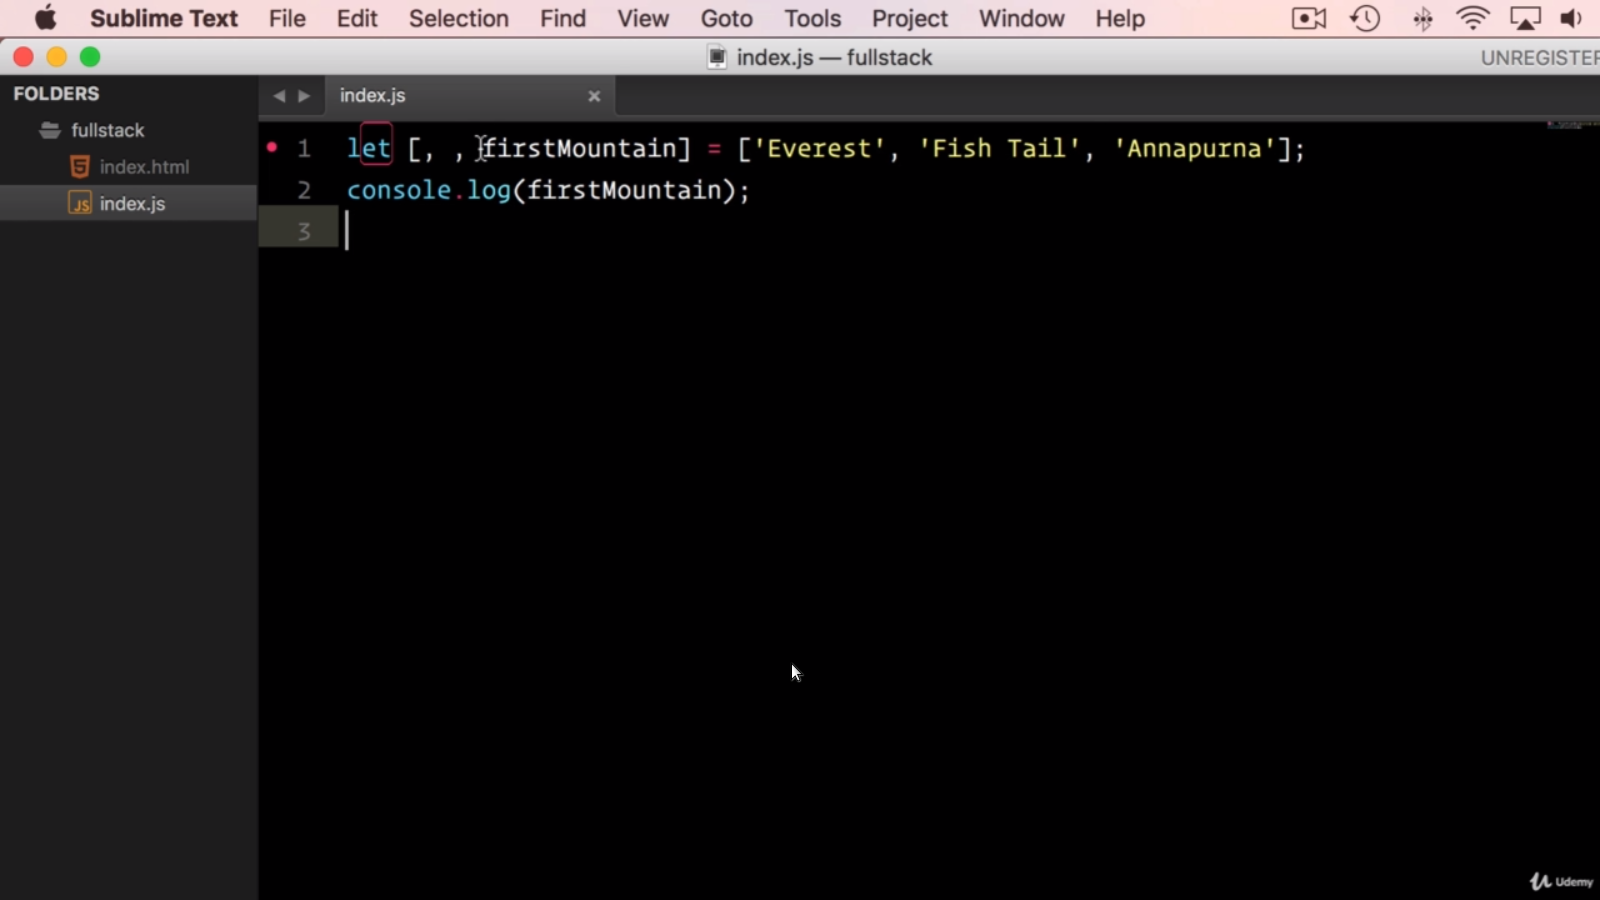 Sublime Text File Edit Selection Find View Goto Tools Project Window Help
index.js — fullstack
UNREGISTER
FOLDERS
index.js
fullstack
index.html
index.js
1 let [, , firstMountain] = ['Everest', 'Fish Tail', 'Annapurna'];
2 console.log(firstMountain);
3
Udemy